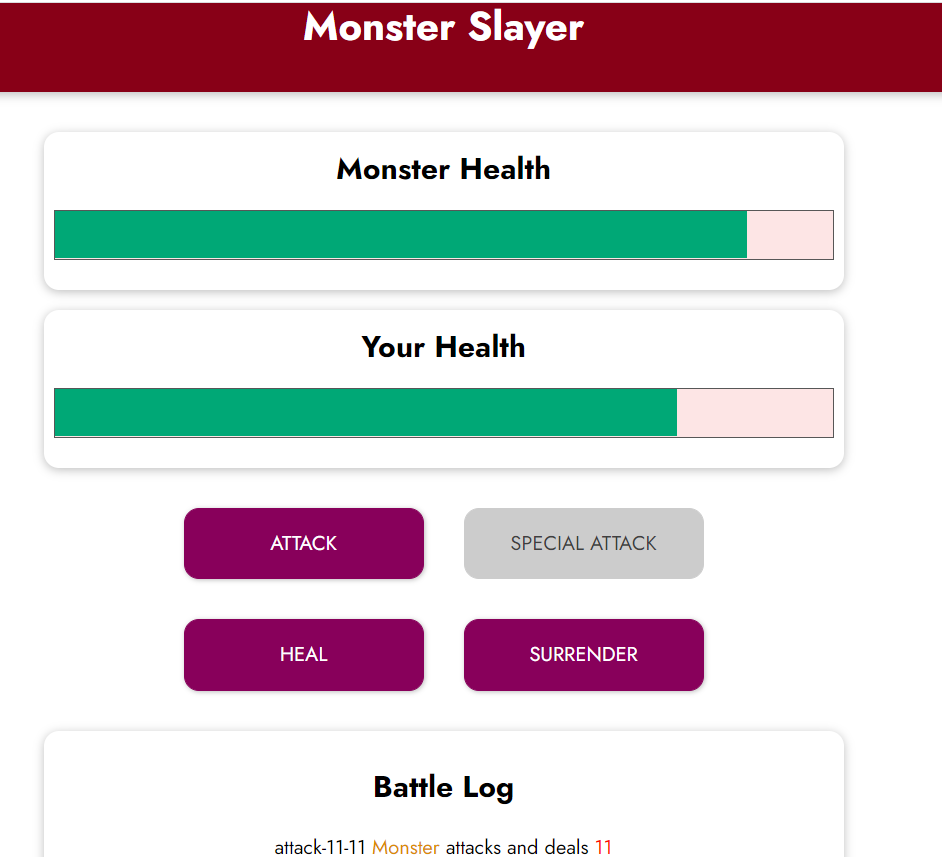 Monster Slayer
Monster Health
Your Health
ATTACK
SPECIAL ATTACK
HEAL
SURRENDER
Battle Log
attack-11-11 Monster attacks and deals 11